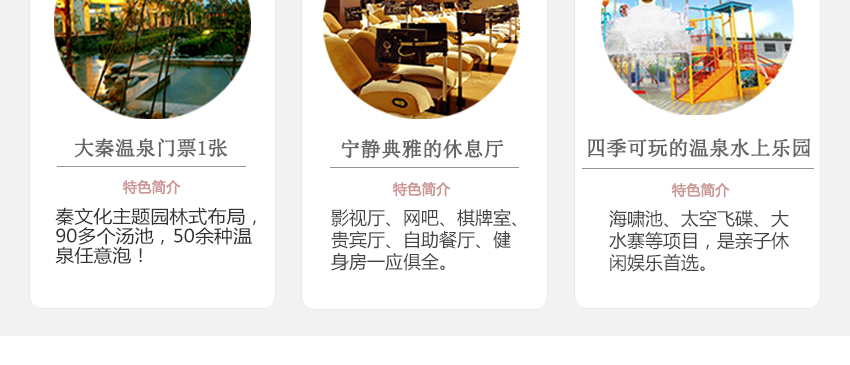 大秦温泉门票1张
特色简介
秦文化主题园林式布局，
90多个汤池，50余种温
泉任意泡！
宁静典雅的休息厅
特色简介
影视厅、网吧、棋牌室、
贵宾厅、自助餐厅、健
身房一应俱全。
四季可玩的温泉水上乐园
特色简介
海啸池、太空飞碟、大
水寨等项目，是亲子休
闲娱乐首选。